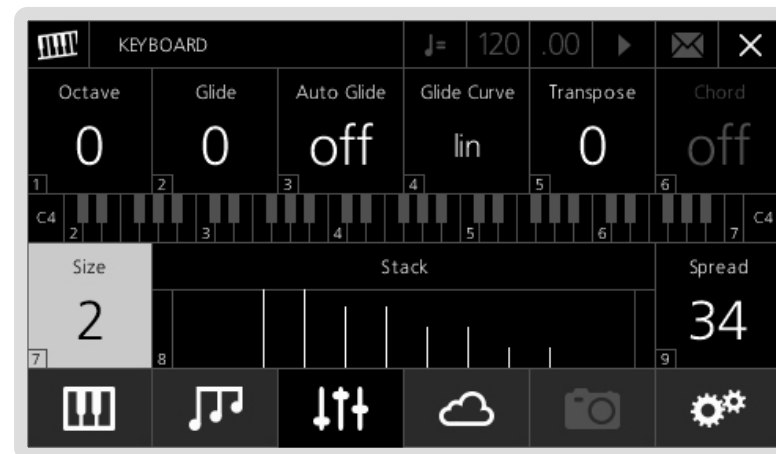 KEYBOARD ♩= 120 .00
Octave Glide Auto Glide Glide Curve Transpose Chord
0 0 off lin 0 off
1 2 3 4 5 6
C4 2 3 4 5 6 7 C4
Size Stack Spread
2 34
7 8 9